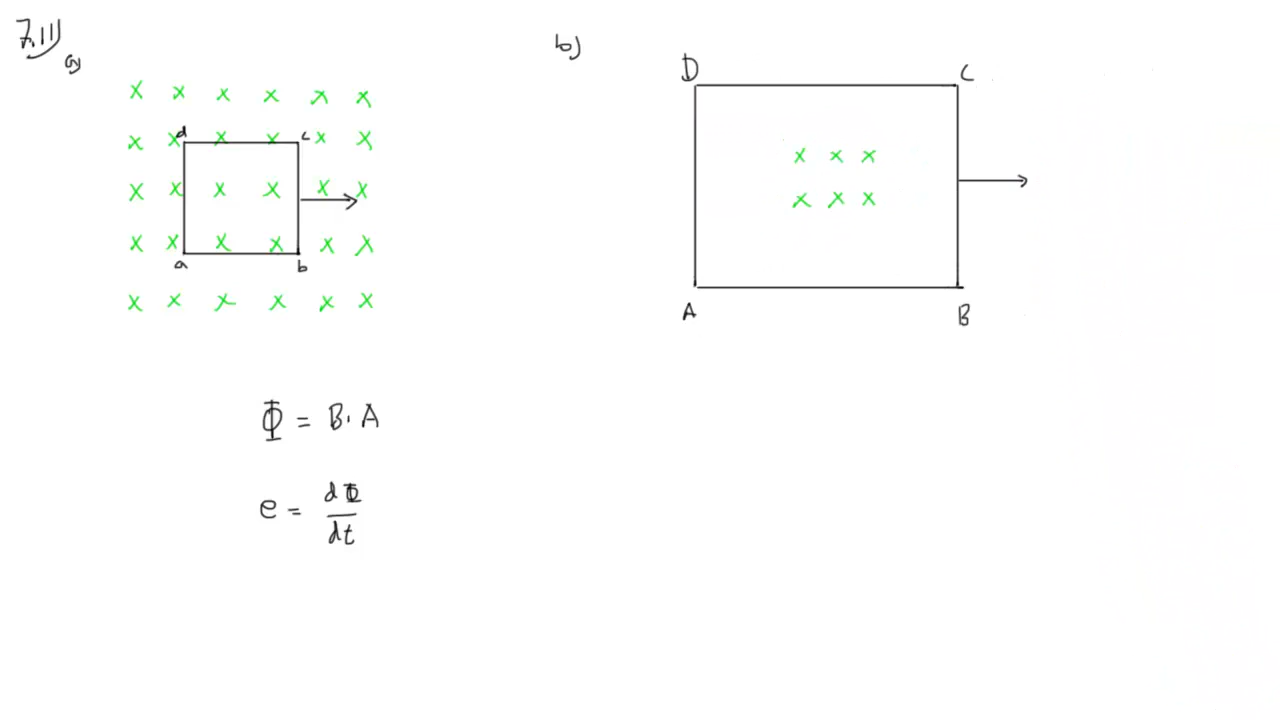 7.11)
a)
x x x x x x
x x x x x x
d c
x x x x x x
x x x x x x
a b
x x x x x x
Φ = B. A
e = dΦ/dt
b)
D C
x x x
x x x
A B